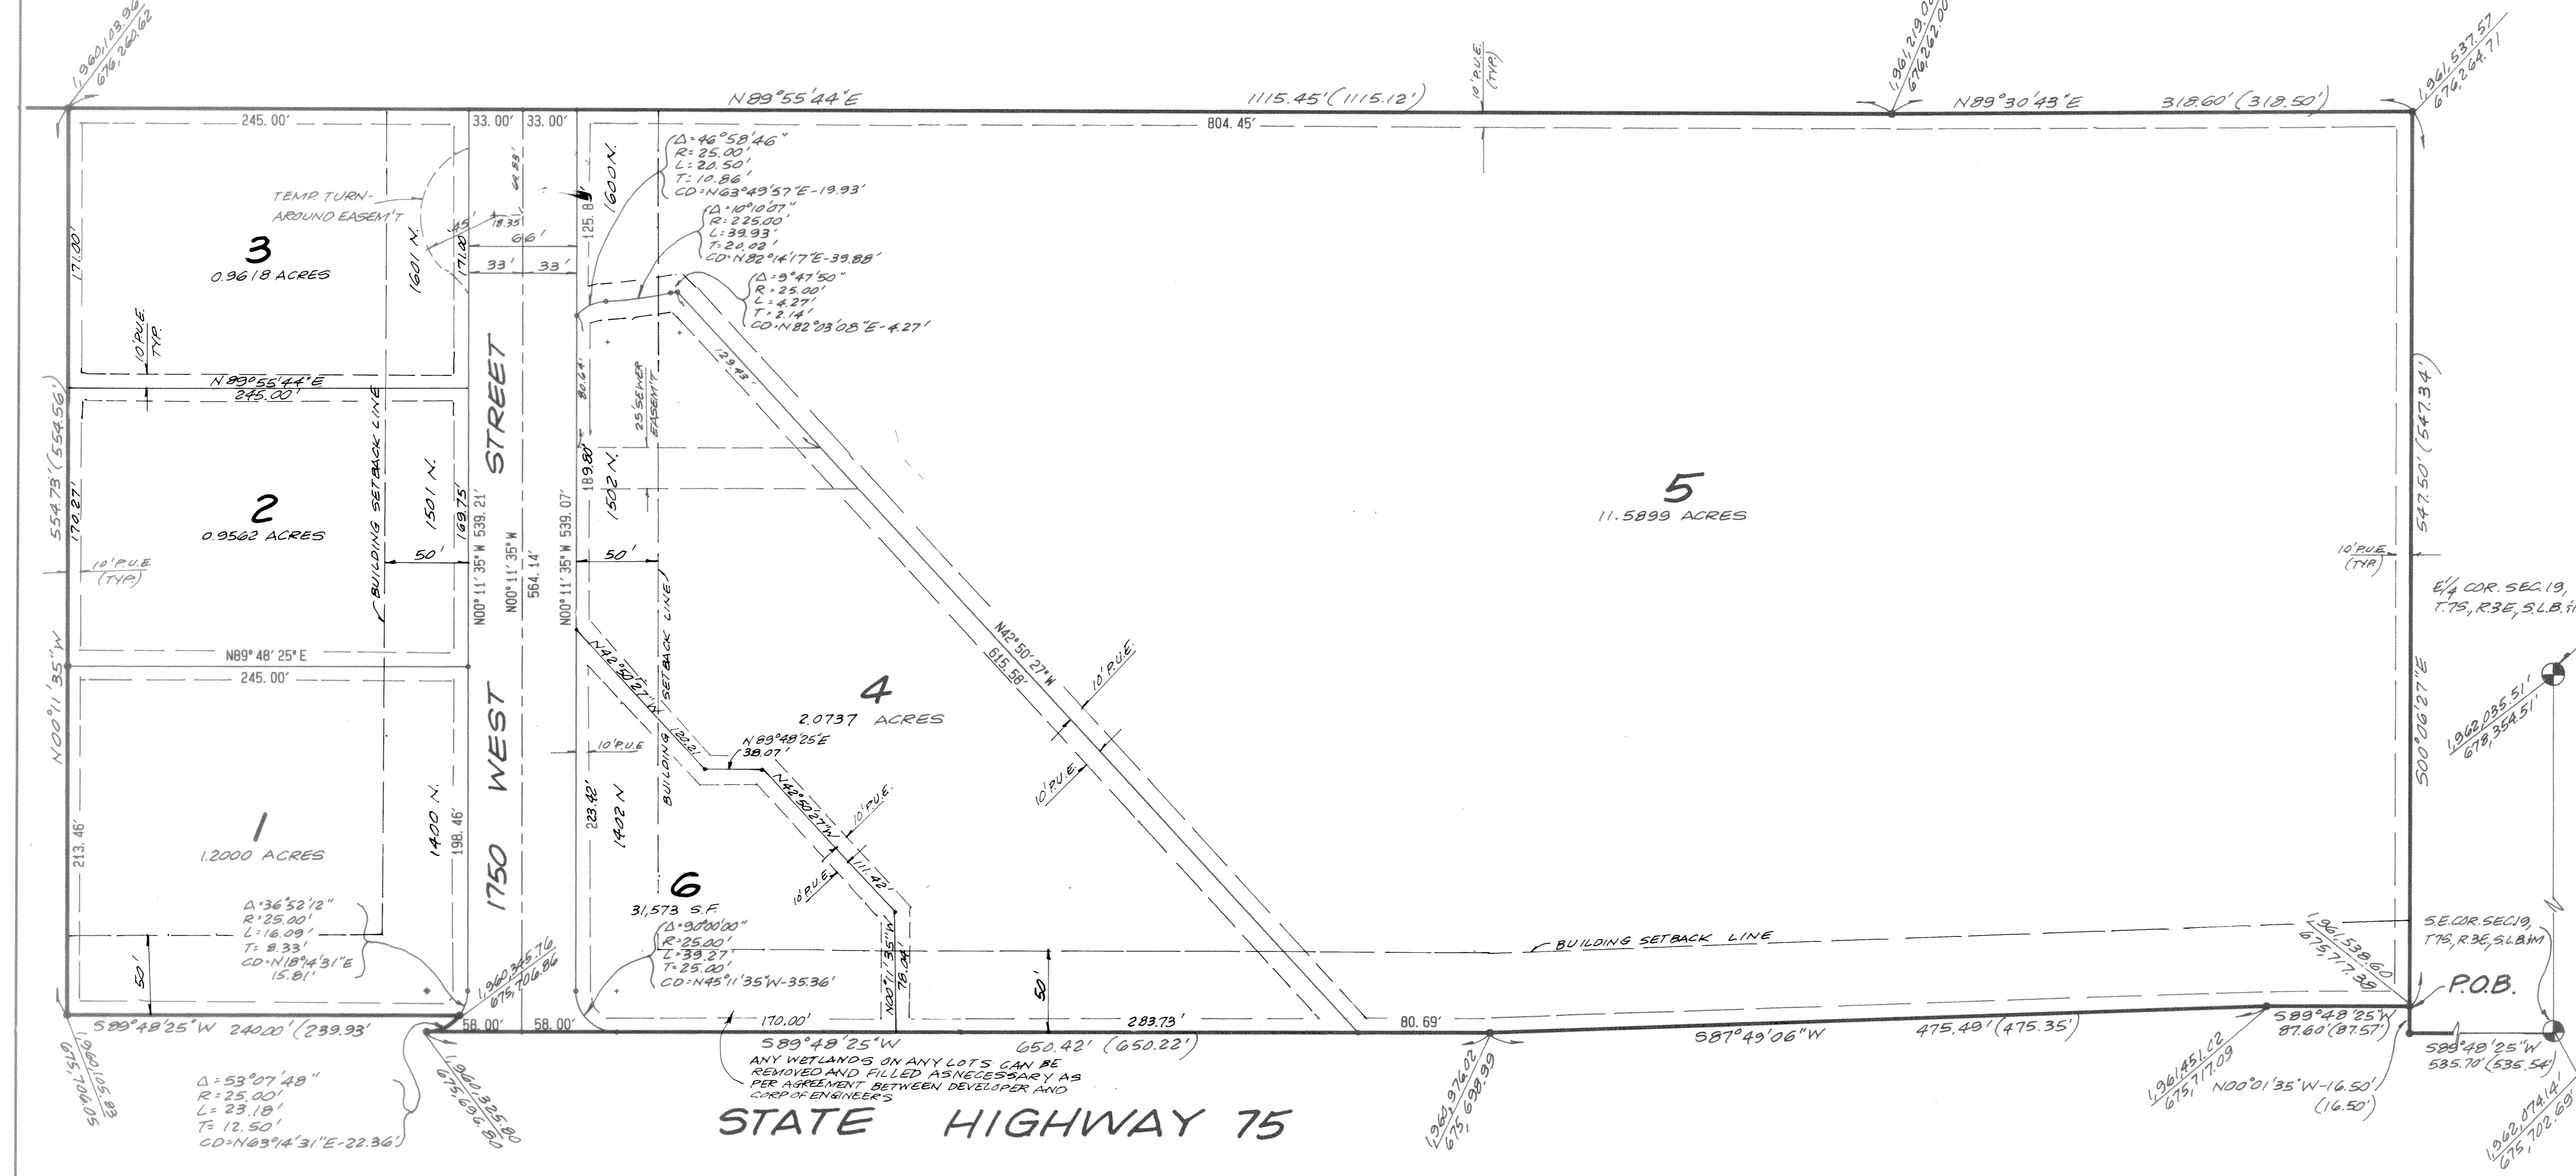 1,960,103.96
676,260.62
N89°55'44"E
1115.45' (1115.12')
10' P.U.E.
(TYP.)
676,262.00
N89°30'43"E
318.60' (318.50')
1,961,537.57
676,264.71
245.00'
33.00'
33.00'
804.45'
Δ=46°58'46"
R=25.00'
L=20.50'
T=10.86'
CD=N63°49'57"E-19.93'
Δ=10°10'07"
R=225.00'
L=39.93'
T=20.02'
CD=N82°14'17"E-39.88'
Δ=9°47'50"
R=25.00'
L=4.27'
T=2.14'
CD=N82°03'08"E-4.27'
TEMP. TURN-
AROUND EASEM'T
45'
18.35'
66'
33'
33'
1600 N.
1601 N.
171.00'
171.00'
3
0.9618 ACRES
10' P.U.E.
TYP.
N89°55'44"E
245.00'
554.73' (554.56')
N00°11'35"W
2
0.9562 ACRES
170.27'
169.75'
1501 N.
10' P.U.E
(TYP.)
BUILDING SETBACK LINE
50'
N89°48'25"E
245.00'
1
1.2000 ACRES
213.46'
198.46'
1400 N.
Δ=36°52'12"
R=25.00'
L=16.09'
T=8.33'
CD=N18°14'31"E
15.81'
50'
1750 WEST STREET
N00°11'35"W 539.21'
N00°11'35"W
564.14'
N00°11'35"W 539.07'
80.64'
189.80'
1502 N.
25' SEWER
EASEM'T
129.43'
50'
BUILDING SETBACK LINE
N42°50'27"W
120.21
10' P.U.E
N89°48'25"E
38.07'
4
2.0737 ACRES
N42°50'27"W
615.58'
10' P.U.E.
10' P.U.E.
5
11.5899 ACRES
10' P.U.E.
(TYP.)
547.50' (547.34')
S00°06'27"E
E1/4 COR. SEC. 19,
T.7S, R.3E, S.L.B.
1,962,035.51'
678,354.51'
223.42'
1402 N
N42°50'27"W
111.42'
10' P.U.E.
10' P.U.E.
6
31,573 S.F.
Δ=90°00'00"
R=25.00'
L=39.27'
T=25.00'
CD=N45°11'35"W-35.36'
N00°11'35"W
78.04'
50'
BUILDING SETBACK LINE
1,961,538.60
675,717.38
S.E. COR. SEC. 19,
T7S, R.3E, S.L.B.&M
P.O.B.
1,960,345.76
675,706.86
S89°48'25"W 240.00' (239.93'
58.00'
58.00'
170.00'
283.73'
80.69'
S89°48'25"W
650.42' (650.22')
S87°49'06"W
475.49' (475.35')
S89°48'25"W
87.60' (87.57')
S89°48'25"W
535.70' (535.54')
1,960,105.83
675,706.05
1,960,325.80
675,696.80
Δ=53°07'48"
R=25.00'
L=23.18'
T=12.50'
CD=N63°14'31"E-22.36'
ANY WETLANDS ON ANY LOTS CAN BE
REMOVED AND FILLED AS NECESSARY AS
PER AGREEMENT BETWEEN DEVELOPER AND
CORP OF ENGINEERS
STATE HIGHWAY 75
1,960,976.02
675,698.99
1,961,451.02
675,717.09
N00°01'35"W-16.50'
(16.50')
1,962,074.14'
675,702.69'